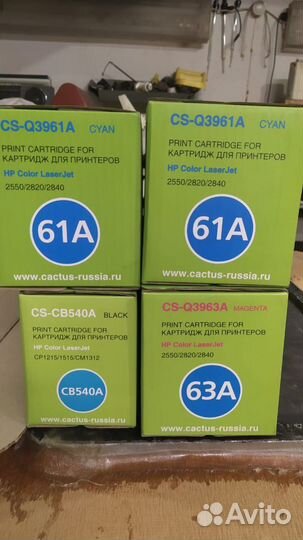 CS-Q3961A CYAN
PRINT CARTRIDGE FOR
КАРТРИДЖ ДЛЯ ПРИНТЕРОВ
HP Color LaserJet
2550/2820/2840
61A
www.cactus-russia.ru
CS-Q3961A CYAN
PRINT CARTRIDGE FOR
КАРТРИДЖ ДЛЯ ПРИНТЕРОВ
HP Color LaserJet
2550/2820/2840
61A
www.cactus-russia.ru
CS-CB540A BLACK
PRINT CARTRIDGE FOR
КАРТРИДЖ ДЛЯ ПРИНТЕРОВ
HP Color LaserJet
CP1215/1515/CM1312
CB540A
www.cactus-russia.ru
CS-Q3963A MAGENTA
PRINT CARTRIDGE FOR
КАРТРИДЖ ДЛЯ ПРИНТЕРОВ
HP Color LaserJet
2550/2820/2840
63A
www.cactus-russia.ru
Avito